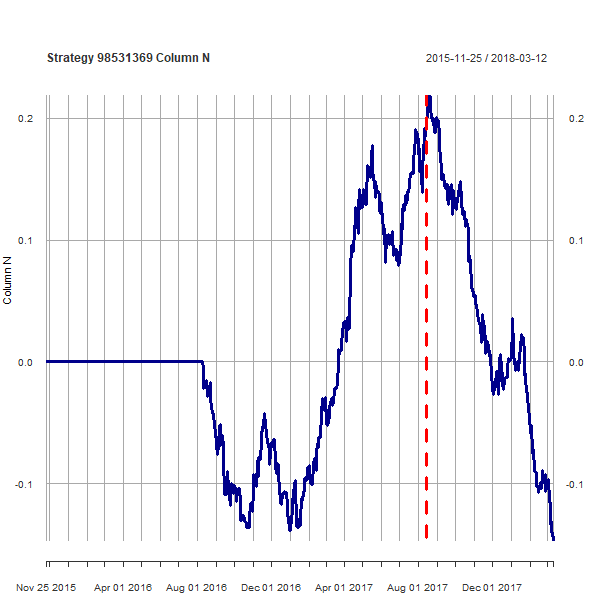 Strategy 98531369 Column N
2015-11-25 / 2018-03-12
0.2
0.2
0.1
0.1
Column N
0.0
0.0
-0.1
-0.1
Nov 25 2015
Apr 01 2016
Aug 01 2016
Dec 01 2016
Apr 01 2017
Aug 01 2017
Dec 01 2017